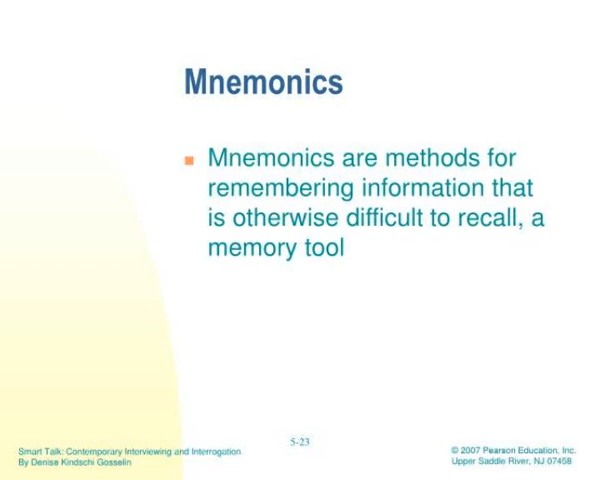 Mnemonics
Mnemonics are methods for
remembering information that
is otherwise difficult to recall, a
memory tool
5-23
Smart Talk: Contemporary Interviewing and Interrogation
By Denise Kindschi Gosselin
© 2007 Pearson Education, Inc.
Upper Saddle River, NJ 07458